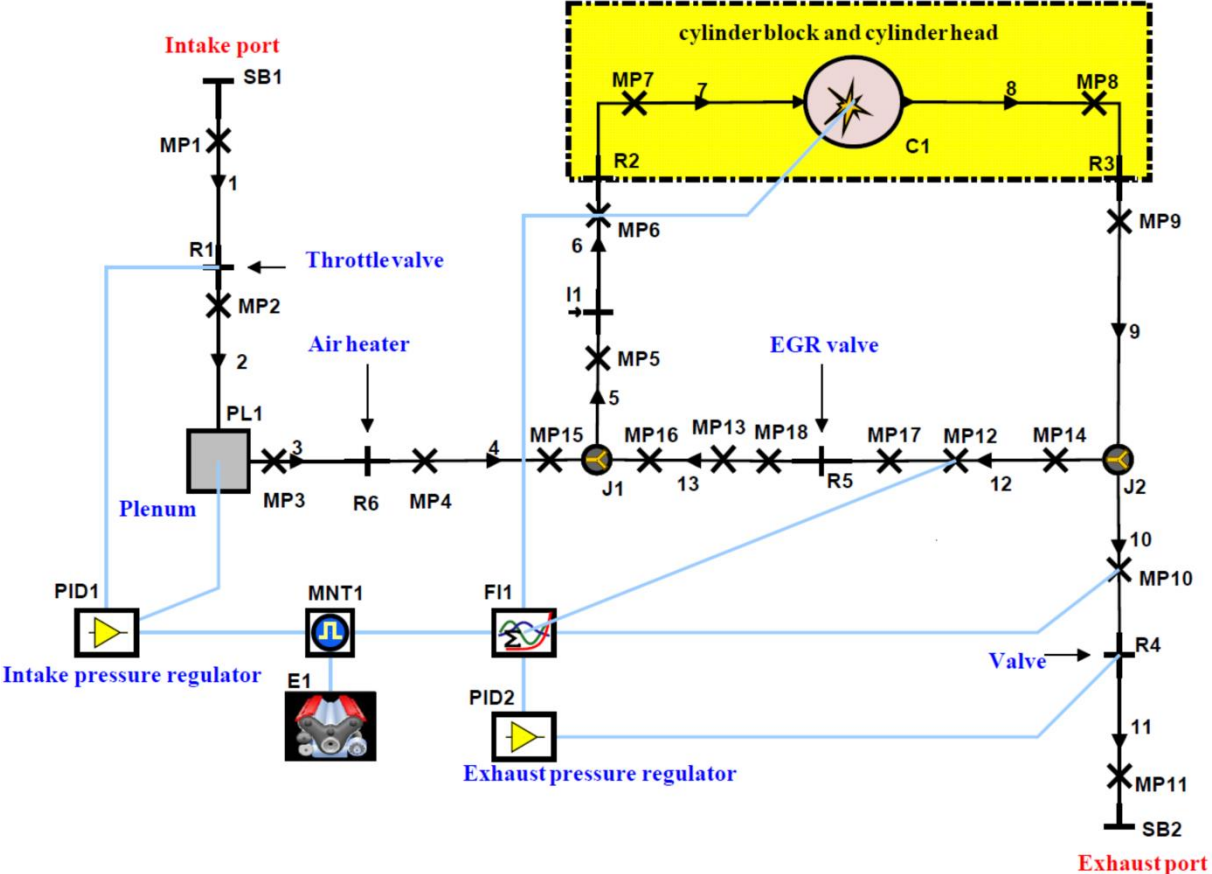 cylinder block and cylinder head
Intake port
SB1
MP7
7
8
MP8
MP1
C1
R2
R3
1
MP6
MP9
R1
Throttle valve
6
I1
MP2
9
Air heater
EGR valve
2
MP5
5
PL1
MP15
MP16
MP13
MP18
MP17
MP12
MP14
3
4
J1
13
R5
12
J2
MP3
R6
MP4
Plenum
10
PID1
MNT1
FI1
MP10
Σ
R4
Valve
Intake pressure regulator
E1
PID2
11
Exhaust pressure regulator
MP11
SB2
Exhaust port